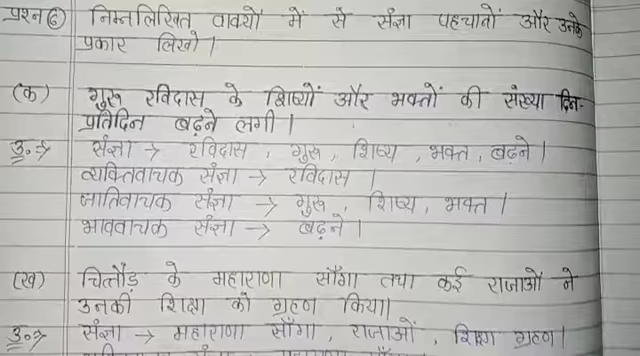 प्रश्न ६ निम्नलिखित वाक्यों में से संज्ञा पहचानों और उनके
प्रकार लिखो।
(क) गुरू रविदास के शिष्यों और भक्तों की संख्या दिन-
प्रतिदिन बढ़ने लगी।
उ.⇒ संज्ञा → रविदास, गुरू, शिष्य, भक्त, बढ़ने।
व्यक्तिवाचक संज्ञा → रविदास।
जातिवाचक संज्ञा → गुरू, शिष्य, भक्त।
भाववाचक संज्ञा → बढ़ने।
(ख) चित्तौड़ के महाराणा साँगा तथा कई राजाओं ने
उनकी शिक्षा को ग्रहण किया।
उ.⇒ संज्ञा → महाराणा साँगा, राजाओं, ग्रहण।